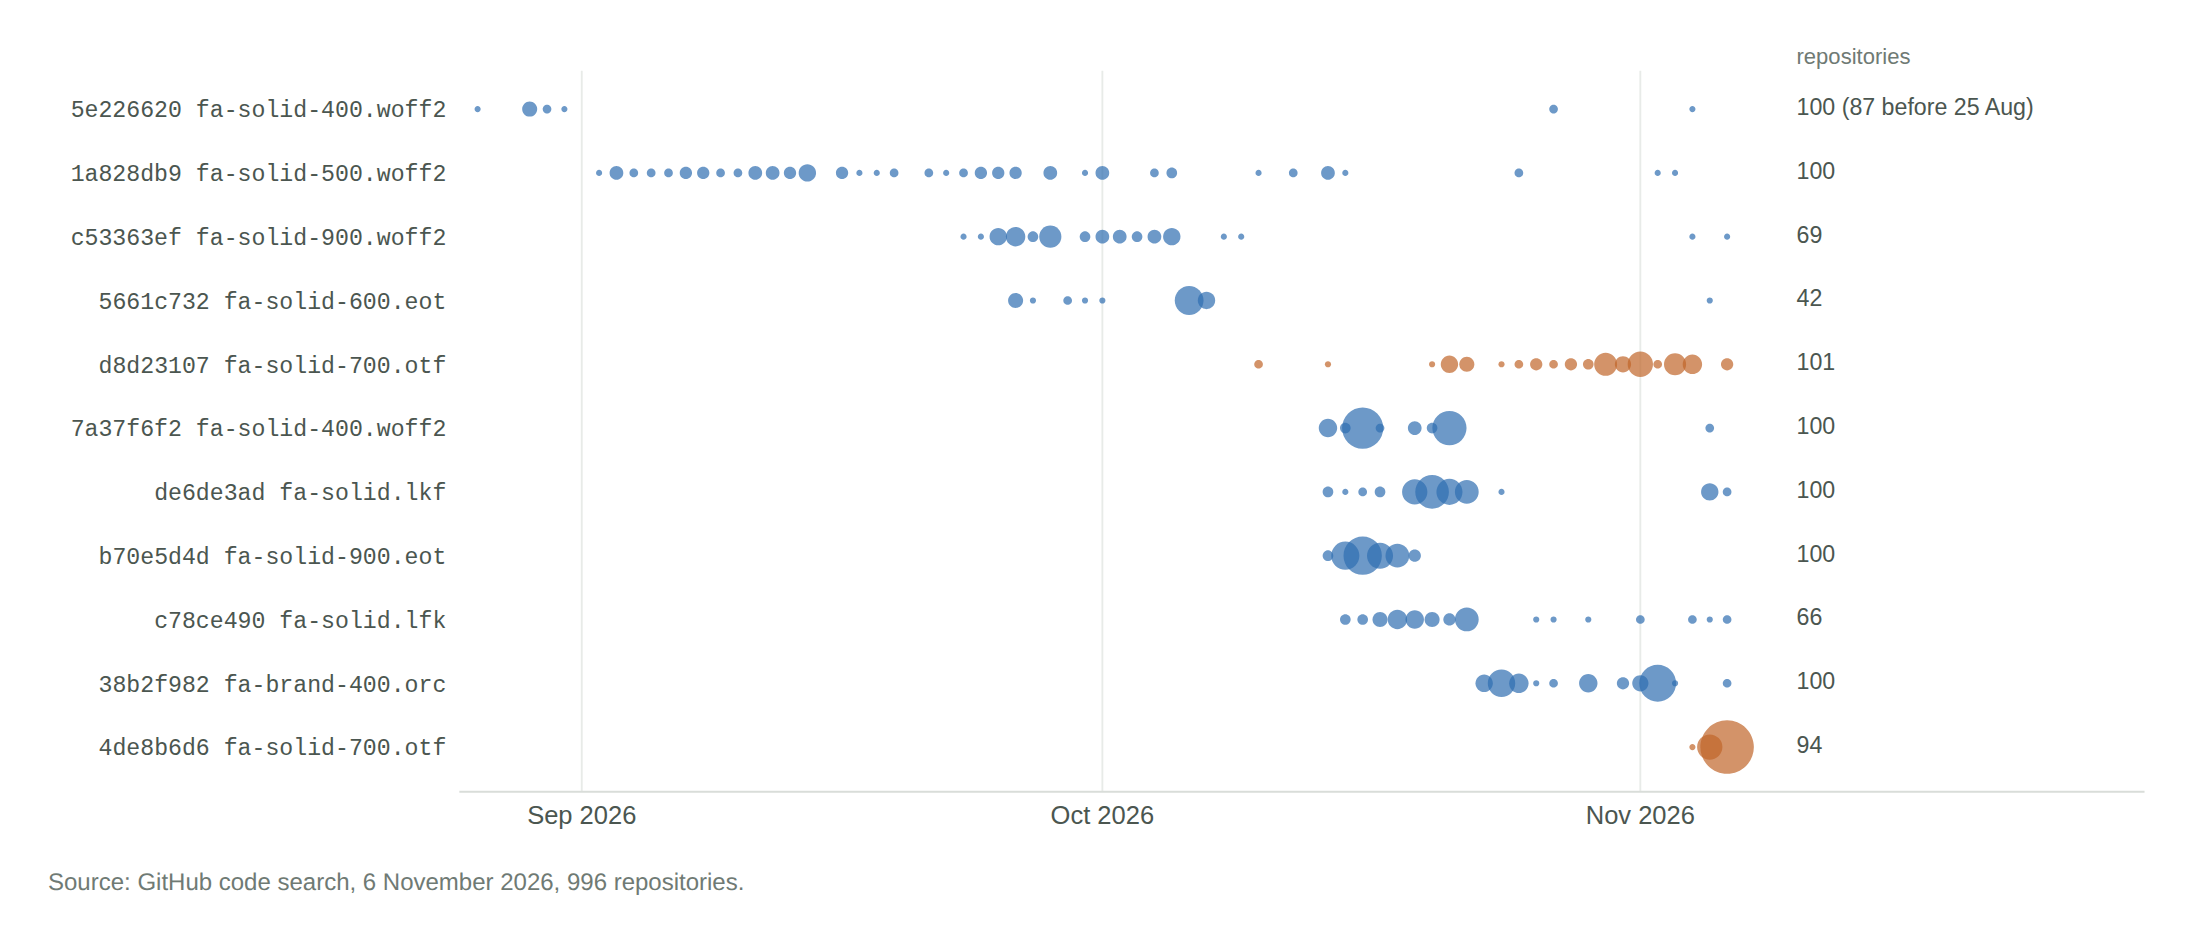 repositories
5e226620 fa-solid-400.woff2 100 (87 before 25 Aug)
1a828db9 fa-solid-500.woff2 100
c53363ef fa-solid-900.woff2 69
5661c732 fa-solid-600.eot 42
d8d23107 fa-solid-700.otf 101
7a37f6f2 fa-solid-400.woff2 100
de6de3ad fa-solid.lkf 100
b70e5d4d fa-solid-900.eot 100
c78ce490 fa-solid.lfk 66
38b2f982 fa-brand-400.orc 100
4de8b6d6 fa-solid-700.otf 94
Sep 2026 Oct 2026 Nov 2026
Source: GitHub code search, 6 November 2026, 996 repositories.